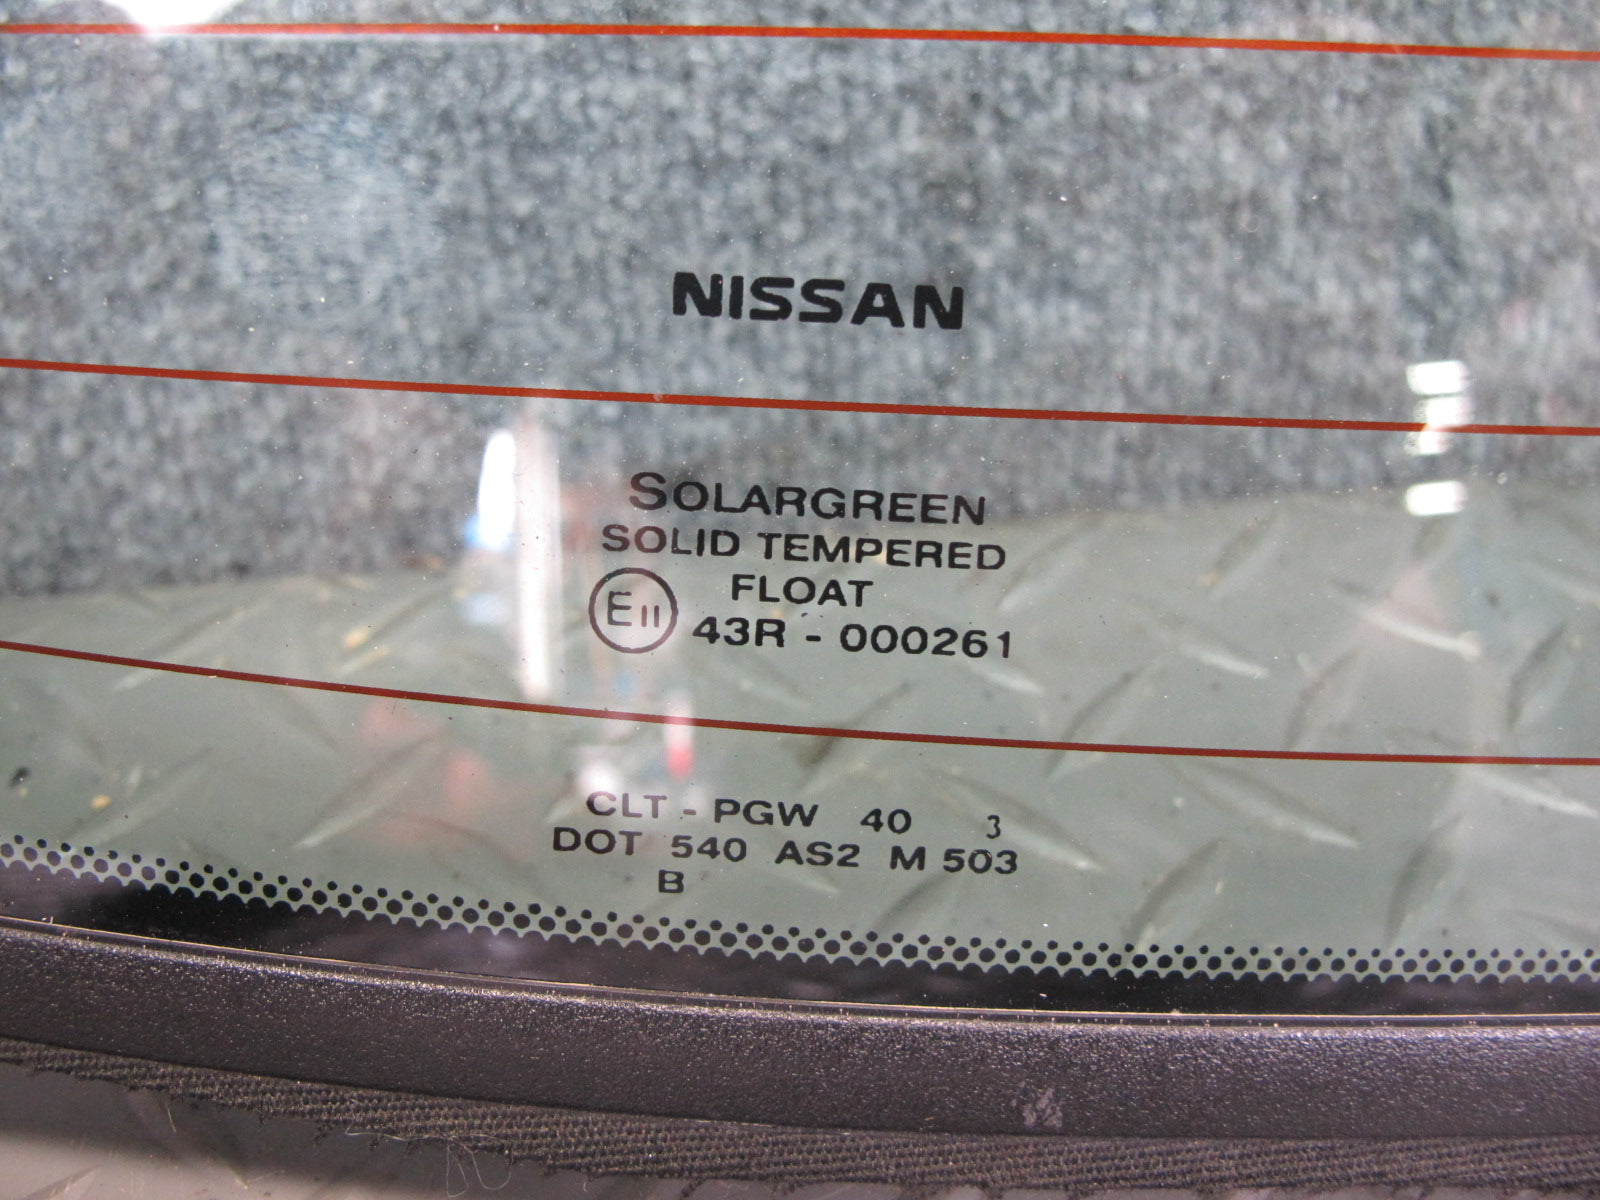 NISSAN
SOLARGREEN
SOLID TEMPERED
FLOAT
E11 43R - 000261
CLT - PGW 40 3
DOT 540 AS2 M 503
B